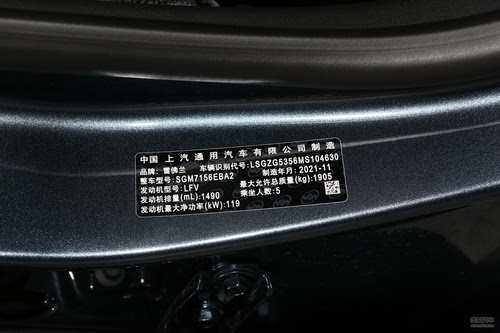 中国 上汽通用汽车有限公司制造
品牌:雪佛兰 车辆识别代号:LSGZG5356MS104630
整车型号:SGM7156EBA2 制造年月:2021-11
发动机型号:LFV 最大允许总质量(kg):1905
发动机排量(mL):1490 乘坐人数:5
发动机最大净功率(kW):119